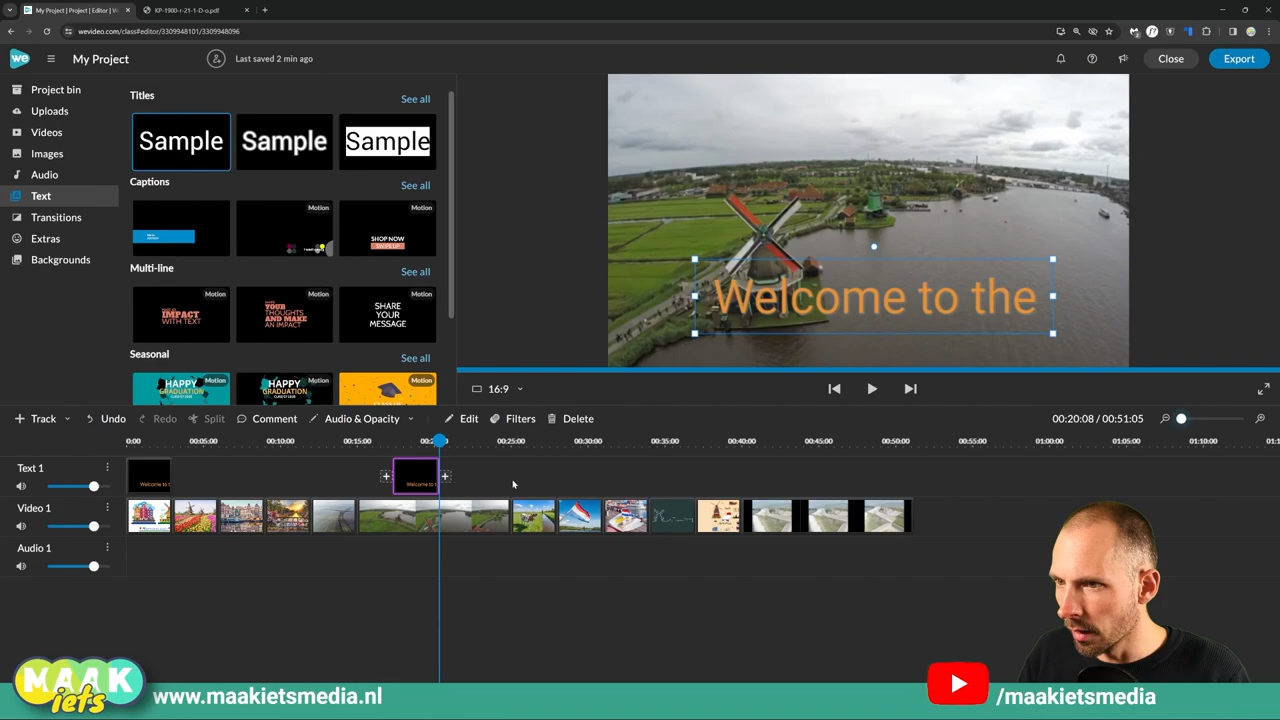 My Project | Project | Editor | V
KP-1900-r-21-1-D-o.pdf
wevideo.com/class#editor/3309948101/3309948096
we
My Project
Last saved 2 min ago
Close
Export
Project bin
Uploads
Videos
Images
Audio
Text
Transitions
Extras
Backgrounds
Titles
See all
Sample
Sample
Sample
Captions
See all
Motion
Motion
SHOP NOW
SWIPE UP
Multi-line
See all
Motion
Motion
Motion
IMPACT
WITH TEXT
YOUR
THOUGHTS
AND MAKE
AN IMPACT
SHARE
YOUR
MESSAGE
Seasonal
See all
Motion
Motion
Motion
HAPPY
GRADUATION
HAPPY
GRADUATION
Welcome to the
16:9
Track
Undo
Redo
Split
Comment
Audio & Opacity
Edit
Filters
Delete
00:20:08 / 00:51:05
0:00
00:05:00
00:10:00
00:15:00
00:25:00
00:30:00
00:35:00
00:40:00
00:45:00
00:50:00
00:55:00
01:00:00
01:05:00
01:10:00
Text 1
Welcome to t
Welcome to t
Video 1
Audio 1
MAAK
iets
www.maakietsmedia.nl
/maakietsmedia